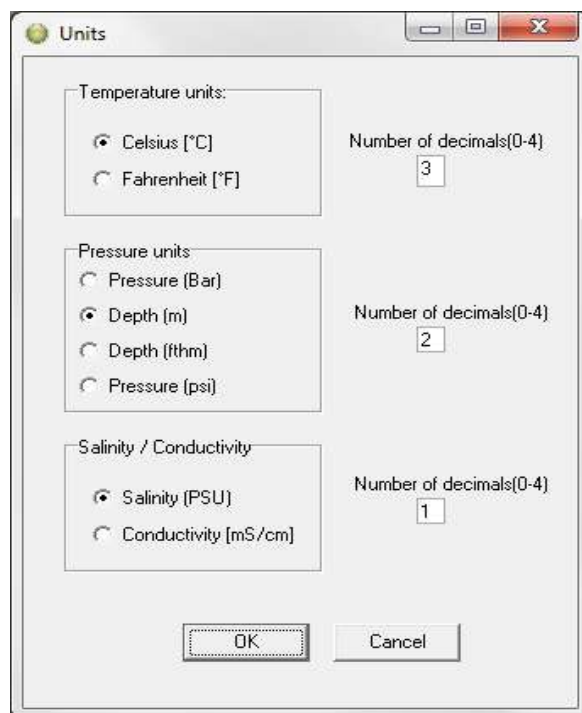 Units
Temperature units:
Celsius [°C]
Fahrenheit [°F]
Number of decimals(0-4)
3
Pressure units
Pressure (Bar)
Depth (m)
Depth (fthm)
Pressure (psi)
Number of decimals(0-4)
2
Salinity / Conductivity
Salinity (PSU)
Conductivity [mS/cm]
Number of decimals(0-4)
1
OK
Cancel